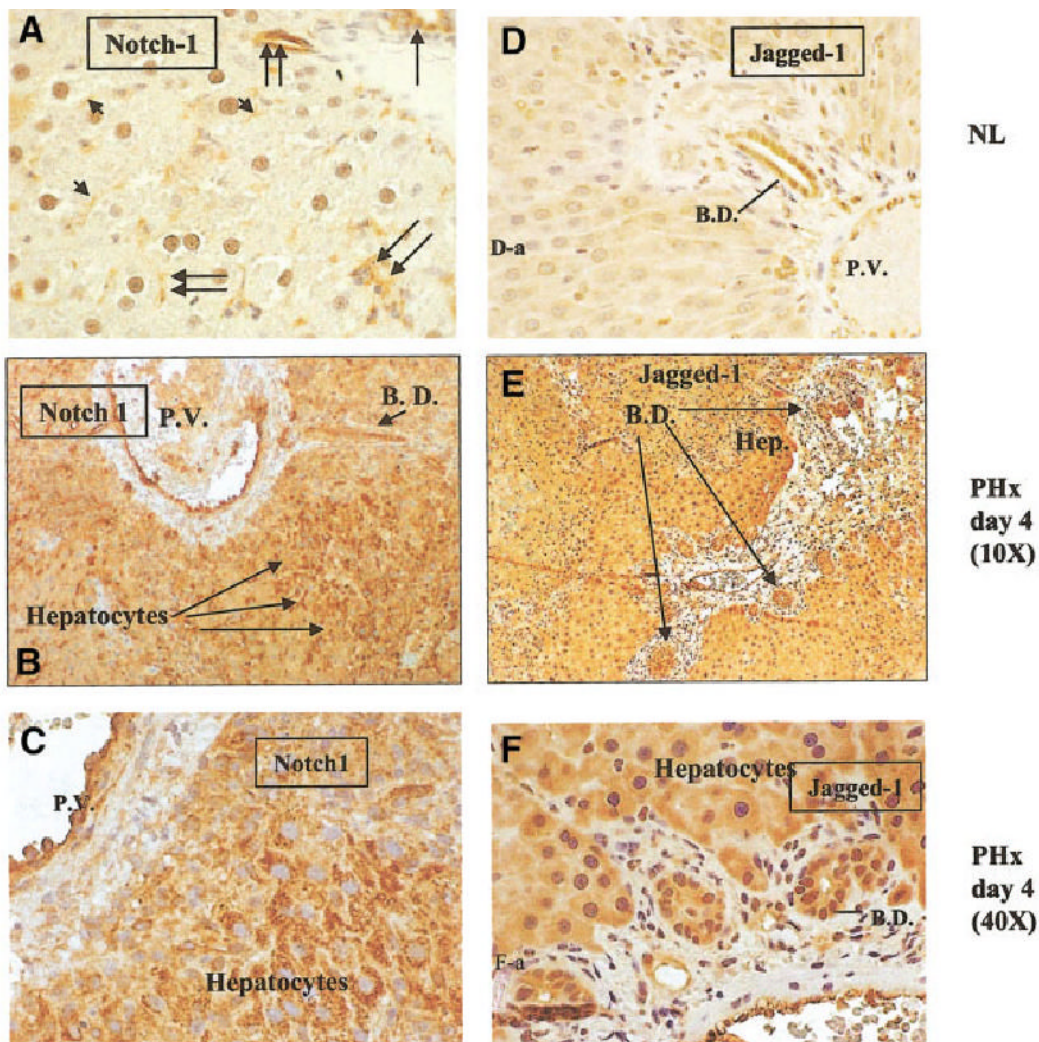 A
Notch-1
D
Jagged-1
NL
B.D.
D-a
P.V.
Notch 1
P.V.
B. D.
Hepatocytes
B
E
Jagged-1
B.D.
Hep.
PHx
day 4
(10X)
C
Notch1
P.V.
Hepatocytes
F
Hepatocytes
Jagged-1
B.D.
F-a
PHx
day 4
(40X)